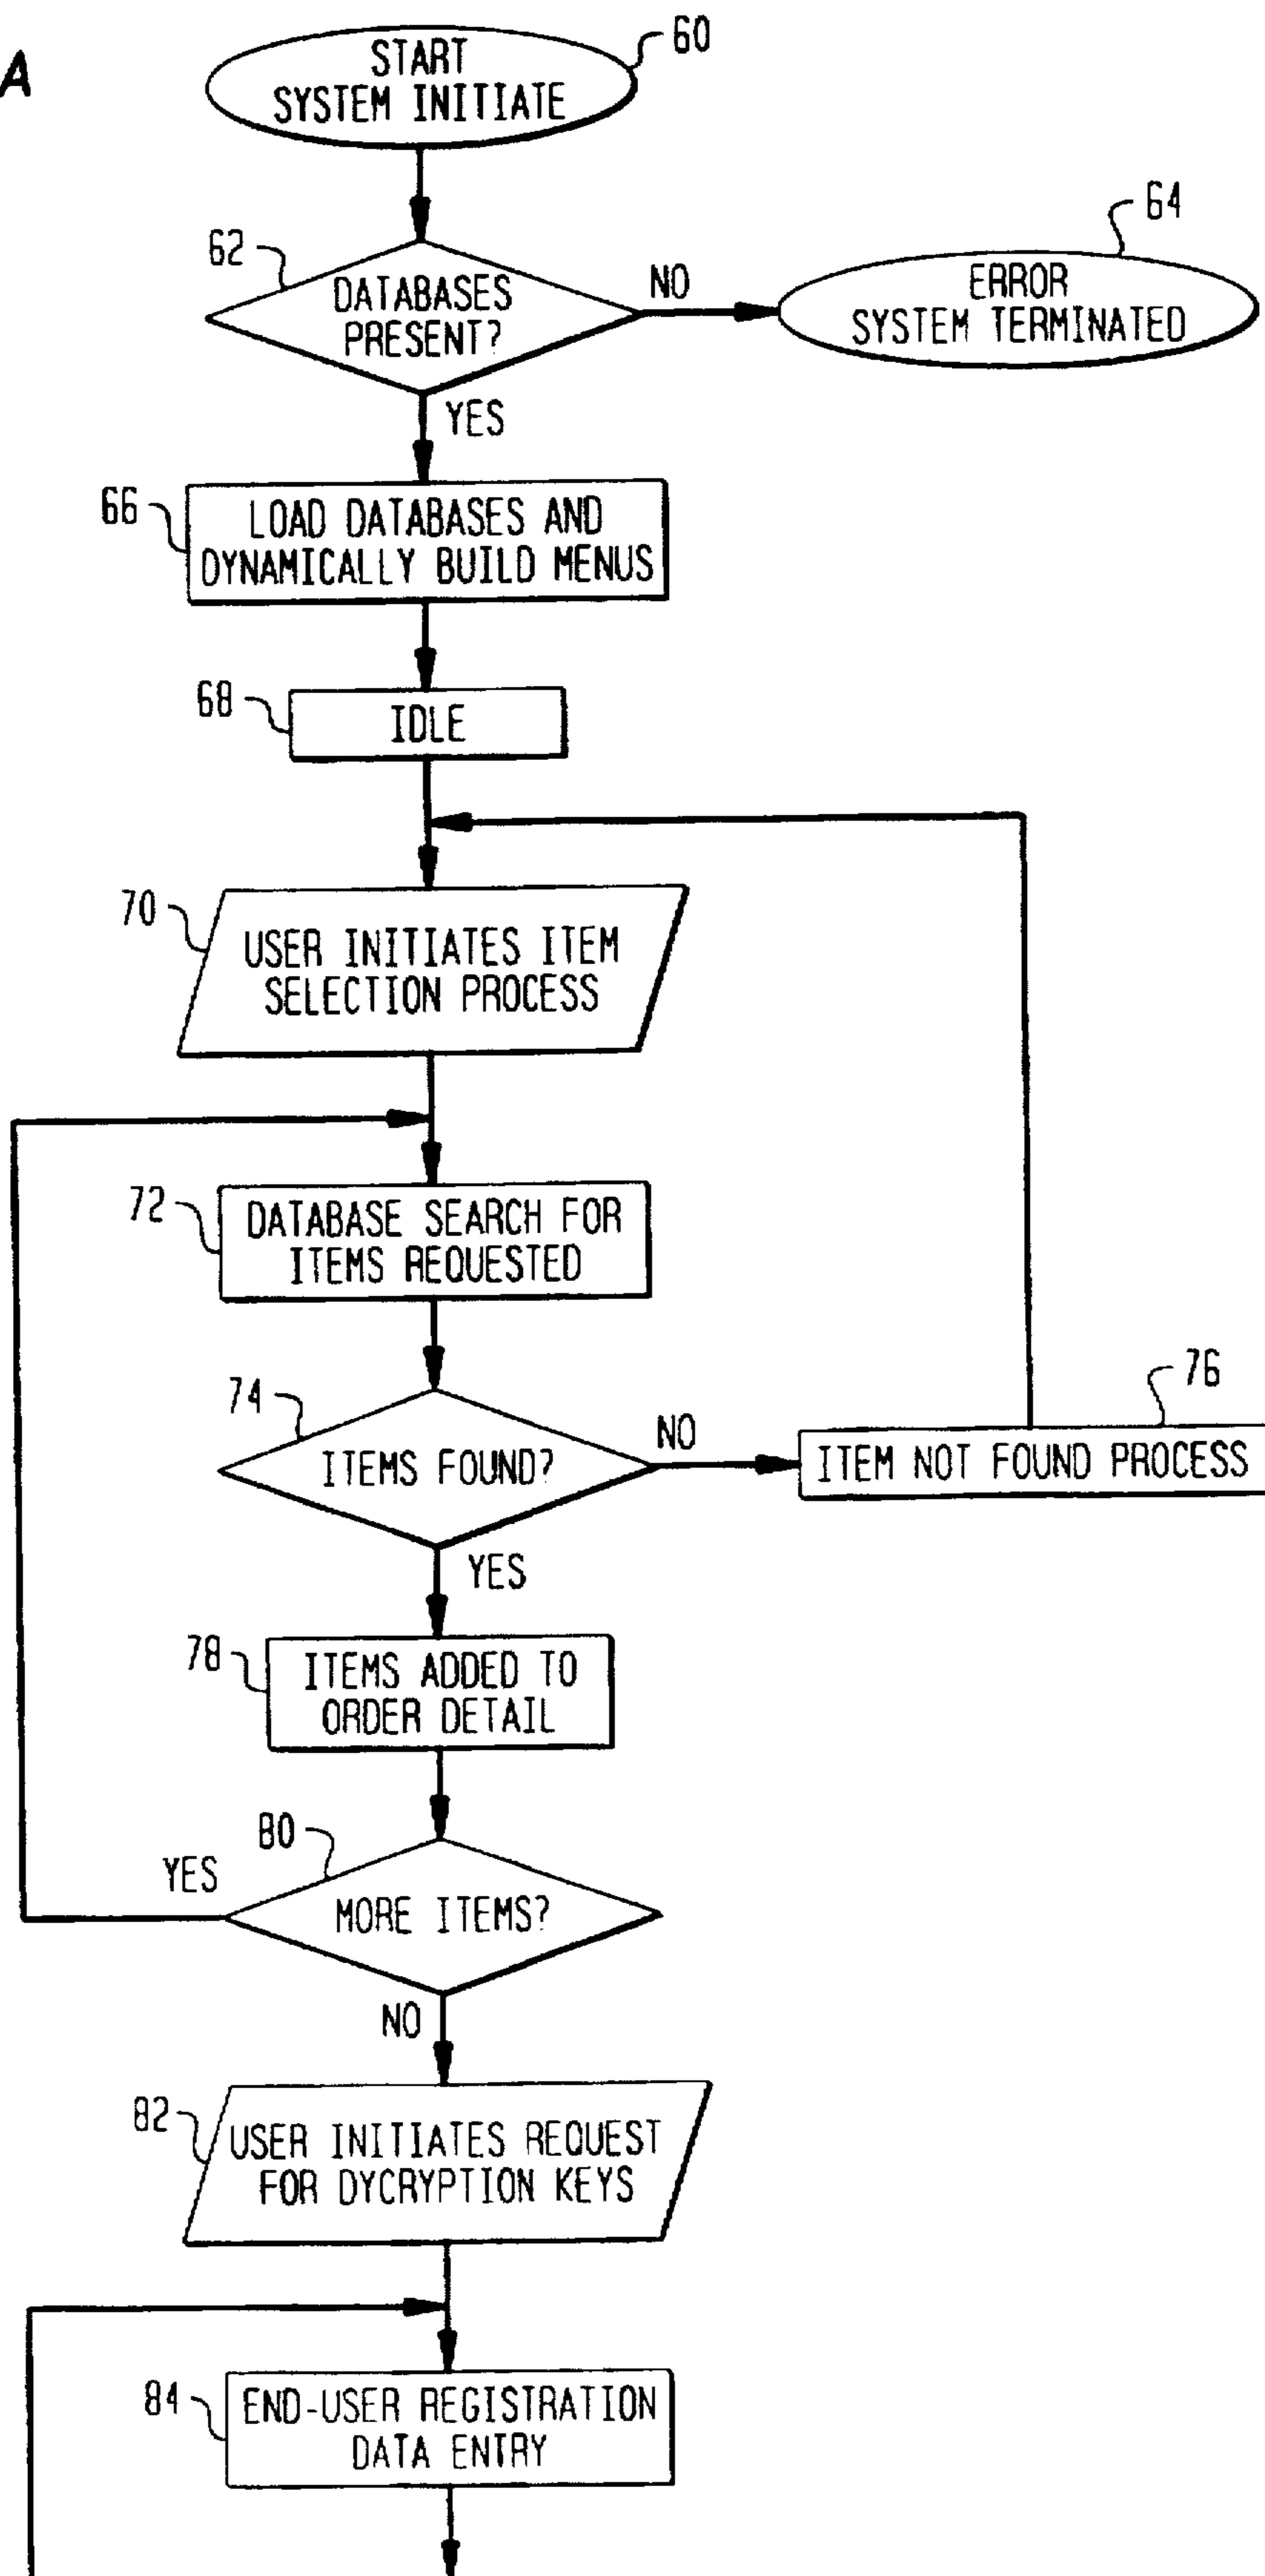 A
START
SYSTEM INITIATE
60
62
DATABASES
PRESENT?
NO
64
ERROR
SYSTEM TERMINATED
YES
66
LOAD DATABASES AND
DYNAMICALLY BUILD MENUS
68
IDLE
70
USER INITIATES ITEM
SELECTION PROCESS
72
DATABASE SEARCH FOR
ITEMS REQUESTED
74
ITEMS FOUND?
NO
76
ITEM NOT FOUND PROCESS
YES
78
ITEMS ADDED TO
ORDER DETAIL
80
YES
MORE ITEMS?
NO
82
USER INITIATES REQUEST
FOR DYCRYPTION KEYS
84
END-USER REGISTRATION
DATA ENTRY